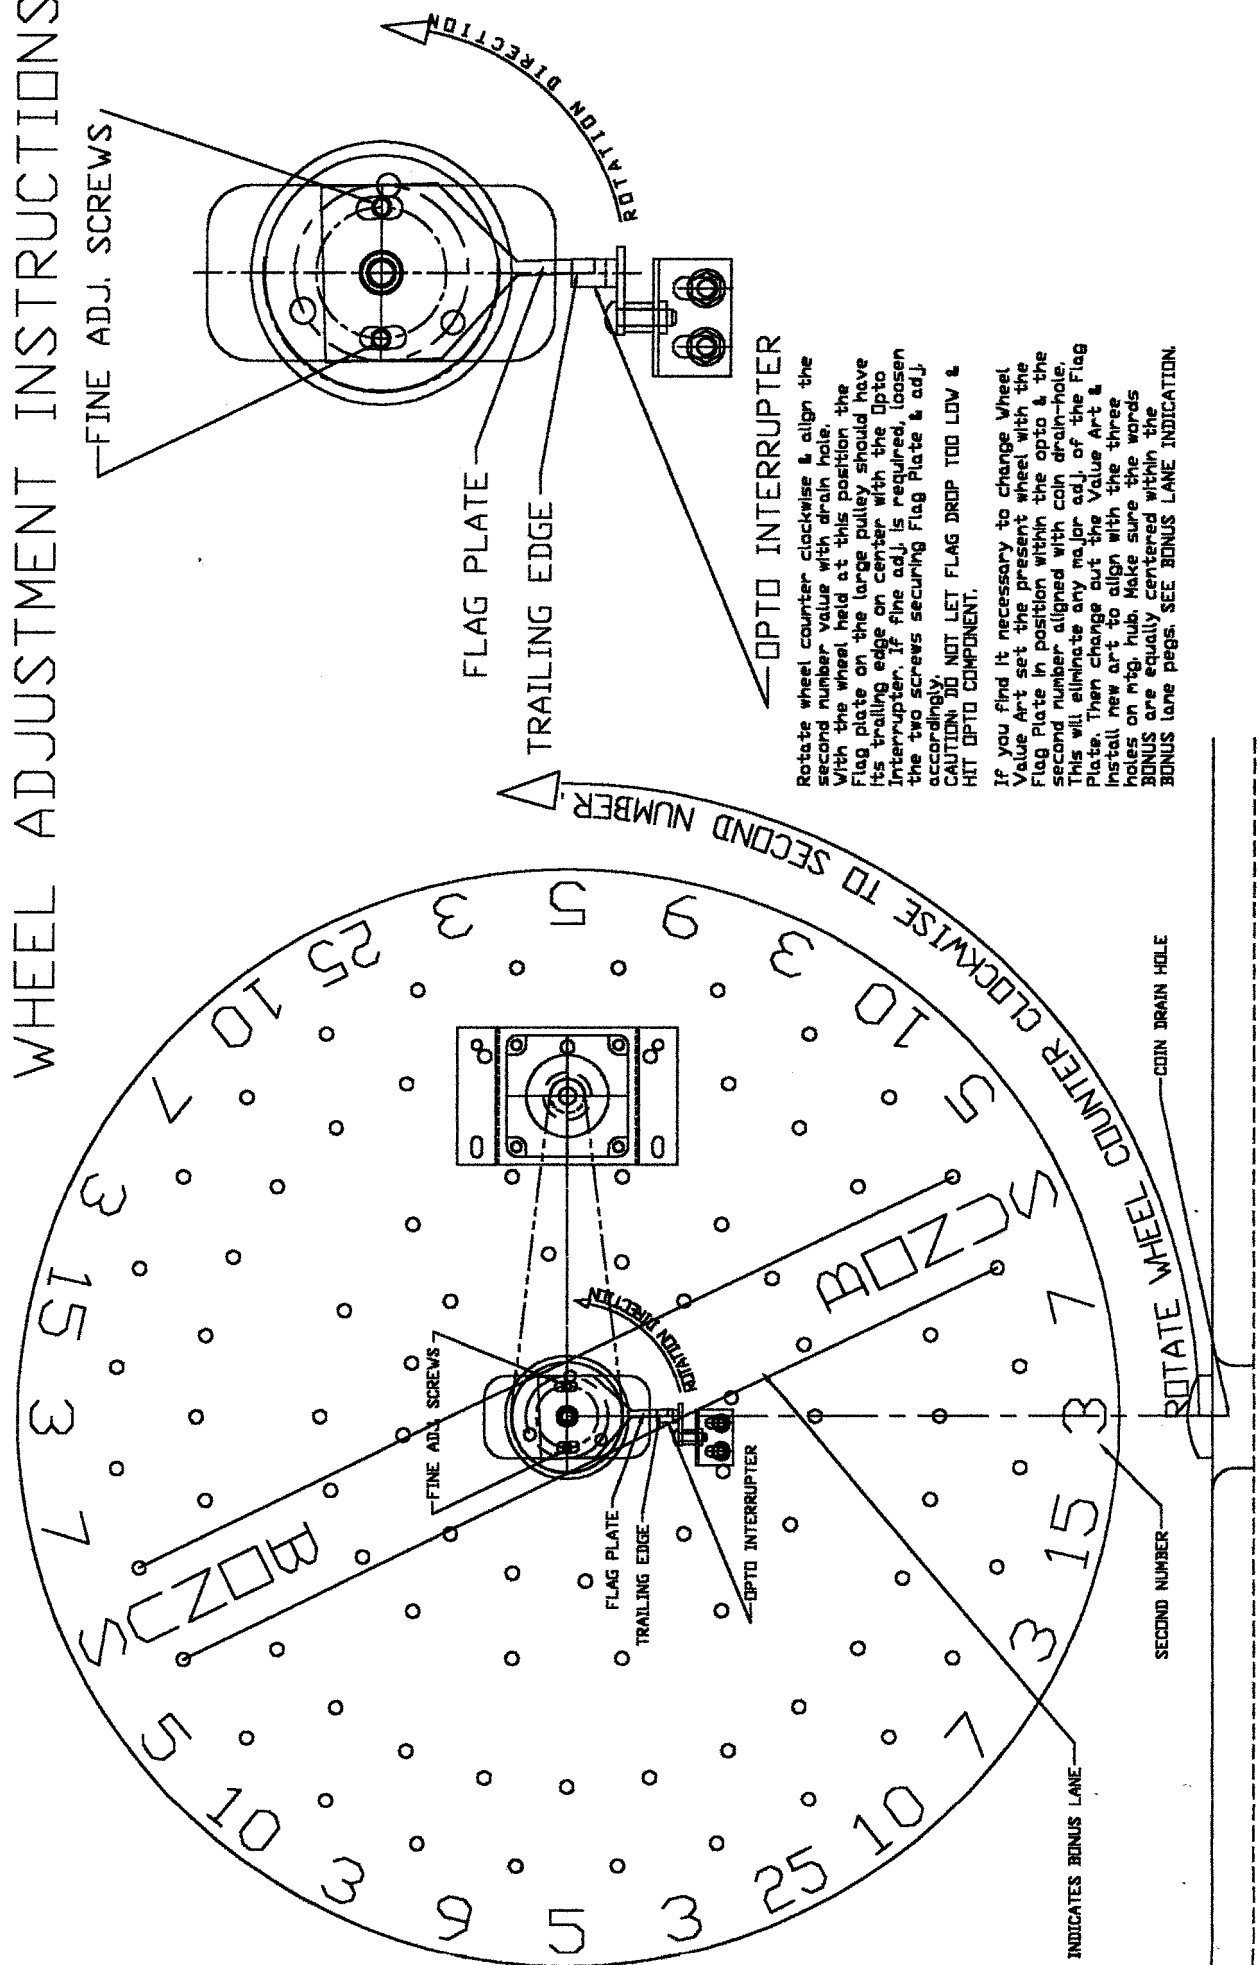 WHEEL ADJUSTMENT INSTRUCTIONS
FINE ADJ. SCREWS
ROTATION DIRECTION
FLAG PLATE
TRAILING EDGE
OPTO INTERRUPTER
Rotate wheel counter clockwise & align the
second number value with drain hole.
With the wheel held at this position the
Flag plate on the large pulley should have
its trailing edge on center with the Opto
Interrupter. If fine adj. is required, loosen
the two screws securing Flag Plate & adj.
accordingly.
CAUTION: DO NOT LET FLAG DROP TOO LOW &
HIT OPTO COMPONENT.
If you find it necessary to change Wheel
Value Art set the present wheel with the
Flag Plate in position within the opto & the
second number aligned with coin drain-hole.
This will eliminate any major adj. of the Flag
Plate. Then change out the Value Art &
install new art to align with the three
holes on mtg. hub. Make sure the words
BONUS are equally centered within the
BONUS lane pegs. SEE BONUS LANE INDICATION.
3
15
3
7
10
25
3
5
9
3
10
5
BONUS
7
3
15
3
7
10
25
3
5
9
3
10
5
BONUS
7
FINE ADJ. SCREWS
ROTATION DIRECTION
FLAG PLATE
TRAILING EDGE
OPTO INTERRUPTER
ROTATE WHEEL COUNTER CLOCKWISE TO SECOND NUMBER.
INDICATES BONUS LANE
SECOND NUMBER
COIN DRAIN HOLE